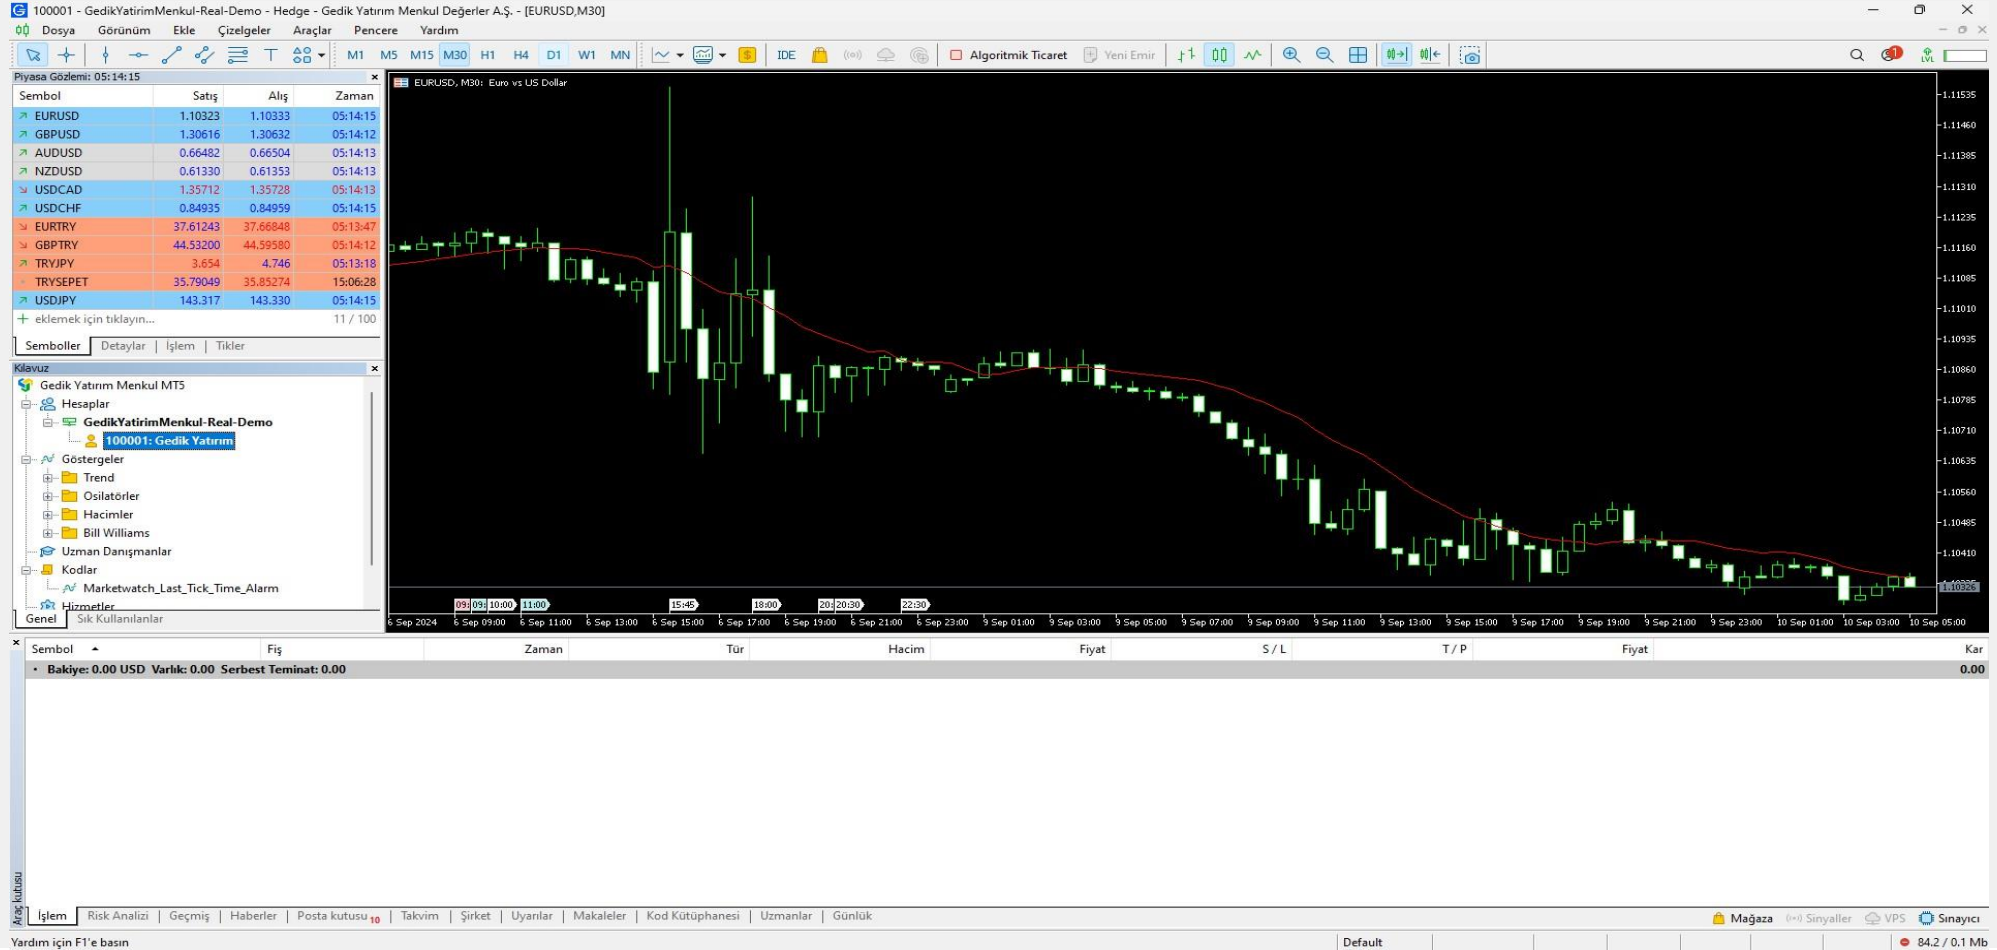 100001 - GedikYatirimMenkul-Real-Demo - Hedge - Gedik Yatırım Menkul Değerler A.Ş. - [EURUSD,M30]
Dosya Görünüm Ekle Çizelgeler Araçlar Pencere Yardım
M1 M5 M15 M30 H1 H4 D1 W1 MN IDE Algoritmik Ticaret Yeni Emir 1 LVL
Piyasa Gözlemi: 05:14:15
Sembol Satış Alış Zaman
EURUSD 1.10323 1.10333 05:14:15
GBPUSD 1.30616 1.30632 05:14:12
AUDUSD 0.66482 0.66504 05:14:13
NZDUSD 0.61330 0.61353 05:14:13
USDCAD 1.35712 1.35728 05:14:13
USDCHF 0.84935 0.84959 05:14:15
EURTRY 37.61243 37.66848 05:13:47
GBPTRY 44.53200 44.59580 05:14:12
TRYJPY 3.654 4.746 05:13:18
TRYSEPET 35.79049 35.85274 15:06:28
USDJPY 143.317 143.330 05:14:15
eklemek için tıklayın... 11 / 100
Semboller Detaylar İşlem Tikler
Kılavuz
Gedik Yatırım Menkul MT5
Hesaplar
GedikYatirimMenkul-Real-Demo
100001: Gedik Yatırım
Göstergeler
Trend
Osilatörler
Hacimler
Bill Williams
Uzman Danışmanlar
Kodlar
Marketwatch_Last_Tick_Time_Alarm
Hizmetler
Genel Sık Kullanılanlar
EURUSD, M30: Euro vs US Dollar
1.11535
1.11460
1.11385
1.11310
1.11235
1.11160
1.11085
1.11010
1.10935
1.10860
1.10785
1.10710
1.10635
1.10560
1.10485
1.10410
1.10326
09: 09: 10:00 11:00 15:45 18:00 20: 20:30 22:30
6 Sep 2024 6 Sep 09:00 6 Sep 11:00 6 Sep 13:00 6 Sep 15:00 6 Sep 17:00 6 Sep 19:00 6 Sep 21:00 6 Sep 23:00 9 Sep 01:00 9 Sep 03:00 9 Sep 05:00 9 Sep 07:00 9 Sep 09:00 9 Sep 11:00 9 Sep 13:00 9 Sep 15:00 9 Sep 17:00 9 Sep 19:00 9 Sep 21:00 9 Sep 23:00 10 Sep 01:00 10 Sep 03:00 10 Sep 05:00
Sembol Fiş Zaman Tür Hacim Fiyat S / L T / P Fiyat Kar
Bakiye: 0.00 USD Varlık: 0.00 Serbest Teminat: 0.00 0.00
Araç kutusu
İşlem Risk Analizi Geçmiş Haberler Posta kutusu 10 Takvim Şirket Uyarılar Makaleler Kod Kütüphanesi Uzmanlar Günlük
Mağaza Sinyaller VPS Sınayıcı
Yardım için F1'e basın Default 84.2 / 0.1 Mb